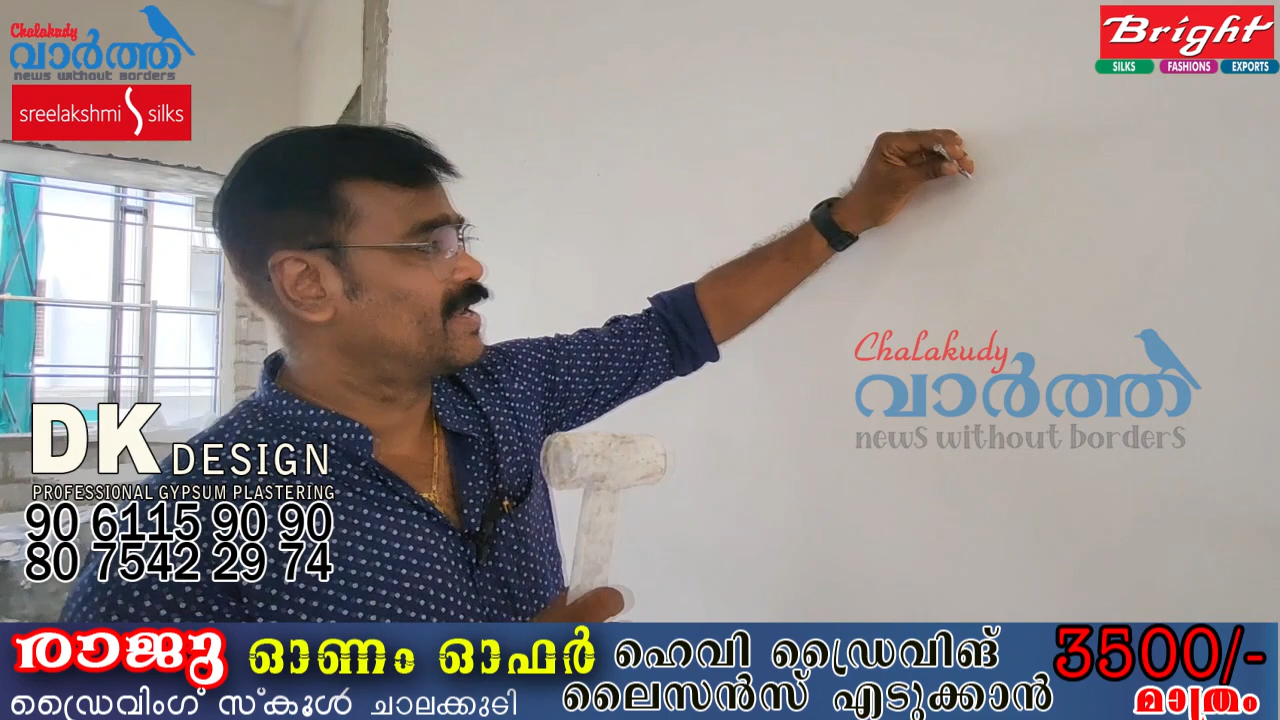 Chalakudy
വാർത്ത
news without borders
sreelakshmi silks
Bright
SILKS FASHIONS EXPORTS
Chalakudy
വാർത്ത
news without borders
DK DESIGN
PROFESSIONAL GYPSUM PLASTERING
90 6115 90 90
80 7542 29 74
രാജു ഓണം ഓഫർ ഹെവി ഡ്രൈവിങ് 3500/-
ഡ്രൈവിംഗ് സ്കൂൾ ചാലക്കുടി ലൈസൻസ് എടുക്കാൻ മാത്രം